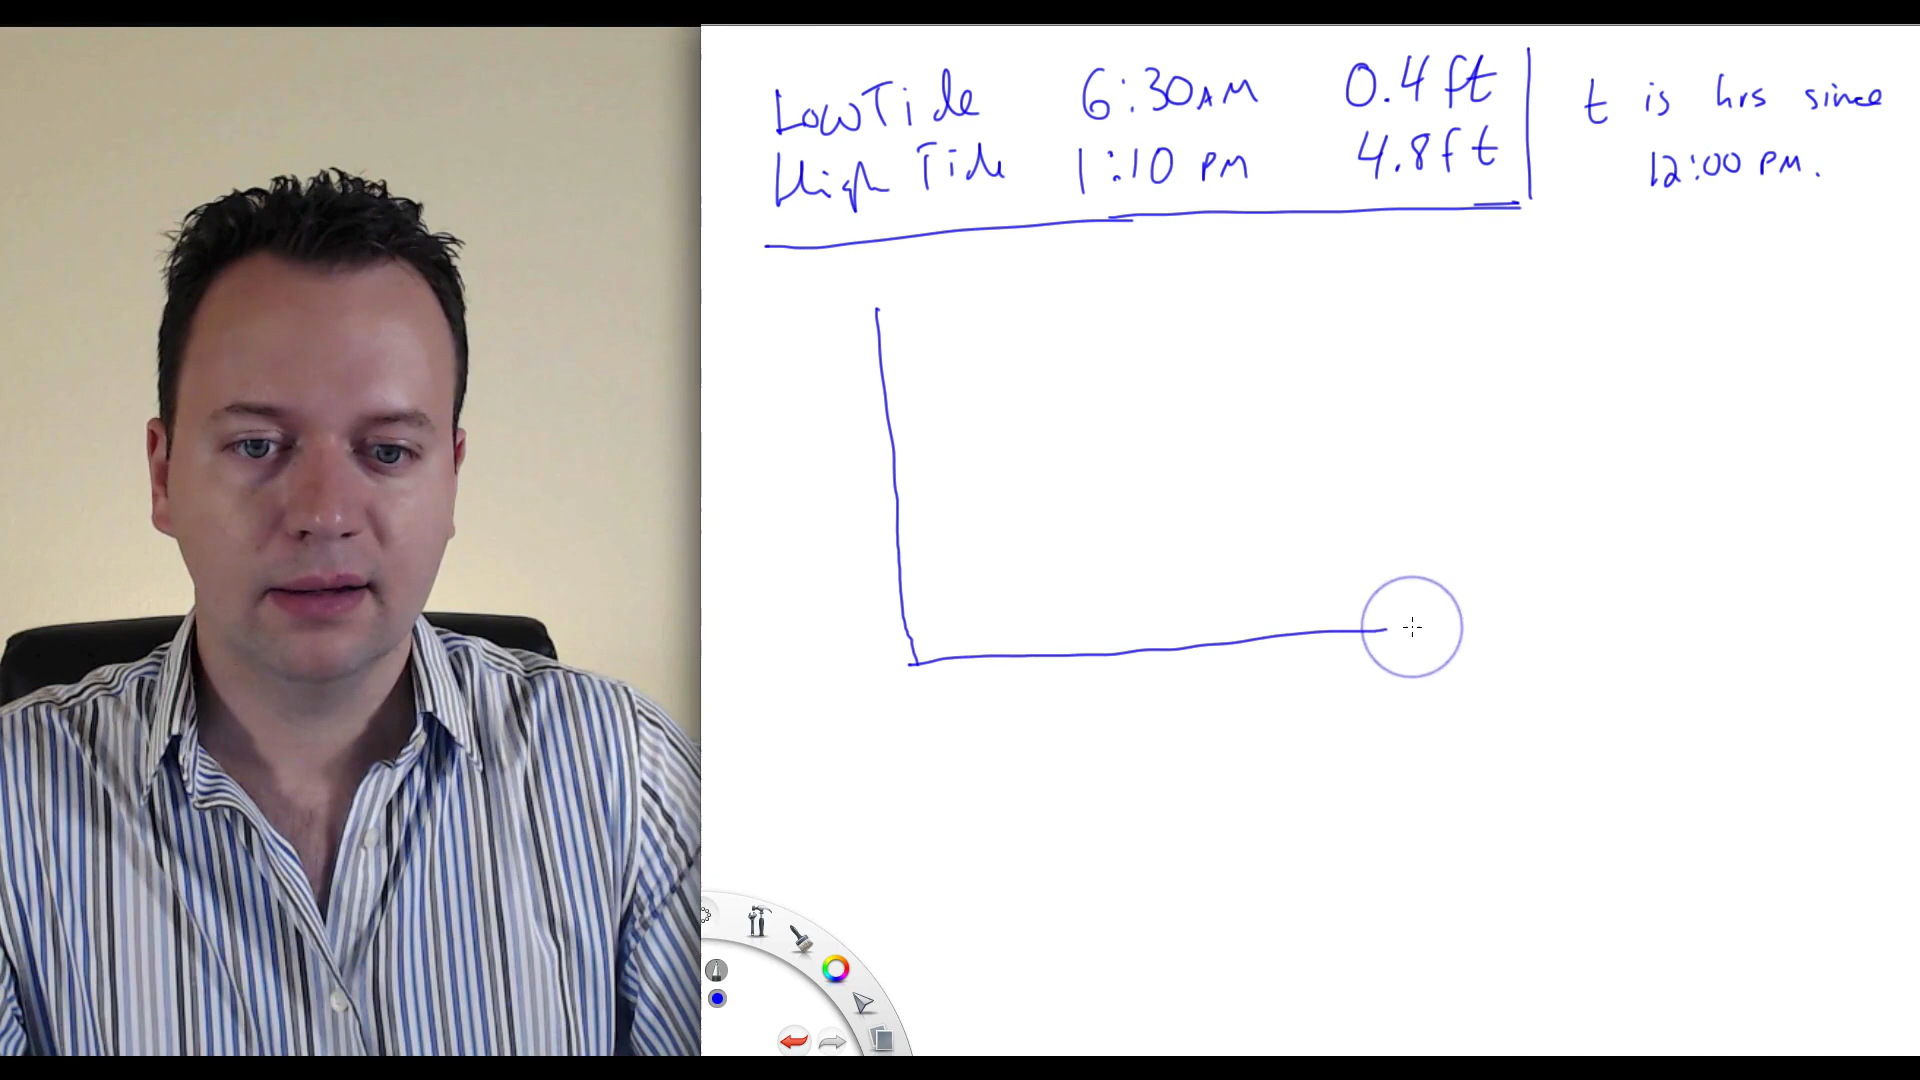 Low Tide 6:30 AM 0.4 ft
High Tide 1:10 PM 4.8 ft
t is hrs since
12:00 PM.